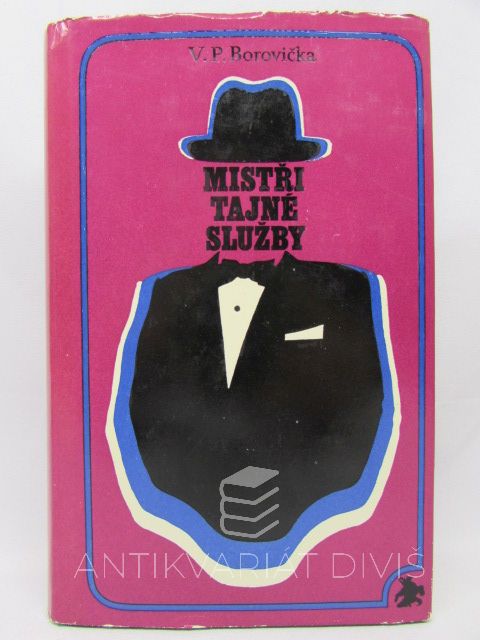 V. P. Borovička
MISTŘI
TAJNÉ
SLUŽBY
ANTIKVARIÁT DIVIŠ